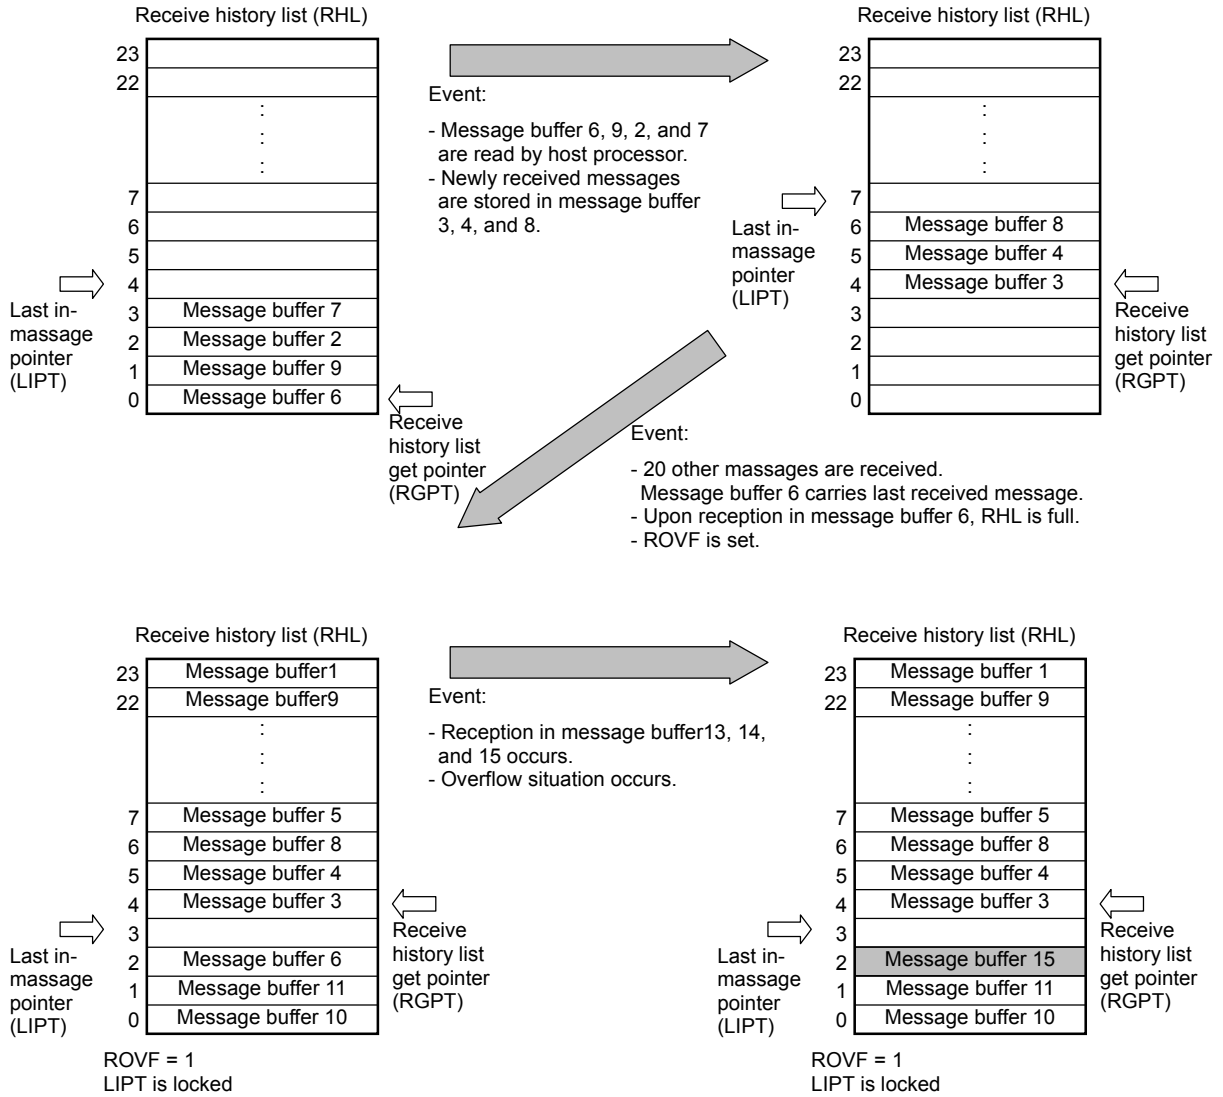 Receive history list (RHL)
23
22
:
:
:
7
6
5
4
3 Message buffer 7
2 Message buffer 2
1 Message buffer 9
0 Message buffer 6
Last in-
massage
pointer
(LIPT)
Receive
history list
get pointer
(RGPT)
Event:
- Message buffer 6, 9, 2, and 7
are read by host processor.
- Newly received messages
are stored in message buffer
3, 4, and 8.
Receive history list (RHL)
23
22
:
:
:
7
6 Message buffer 8
5 Message buffer 4
4 Message buffer 3
3
2
1
0
Last in-
massage
pointer
(LIPT)
Receive
history list
get pointer
(RGPT)
Event:
- 20 other massages are received.
Message buffer 6 carries last received message.
- Upon reception in message buffer 6, RHL is full.
- ROVF is set.
Receive history list (RHL)
23 Message buffer1
22 Message buffer9
:
:
:
7 Message buffer 5
6 Message buffer 8
5 Message buffer 4
4 Message buffer 3
3
2 Message buffer 6
1 Message buffer 11
0 Message buffer 10
Last in-
massage
pointer
(LIPT)
Receive
history list
get pointer
(RGPT)
ROVF = 1
LIPT is locked
Event:
- Reception in message buffer13, 14,
and 15 occurs.
- Overflow situation occurs.
Receive history list (RHL)
23 Message buffer 1
22 Message buffer 9
:
:
:
7 Message buffer 5
6 Message buffer 8
5 Message buffer 4
4 Message buffer 3
3
2 Message buffer 15
1 Message buffer 11
0 Message buffer 10
Last in-
massage
pointer
(LIPT)
Receive
history list
get pointer
(RGPT)
ROVF = 1
LIPT is locked